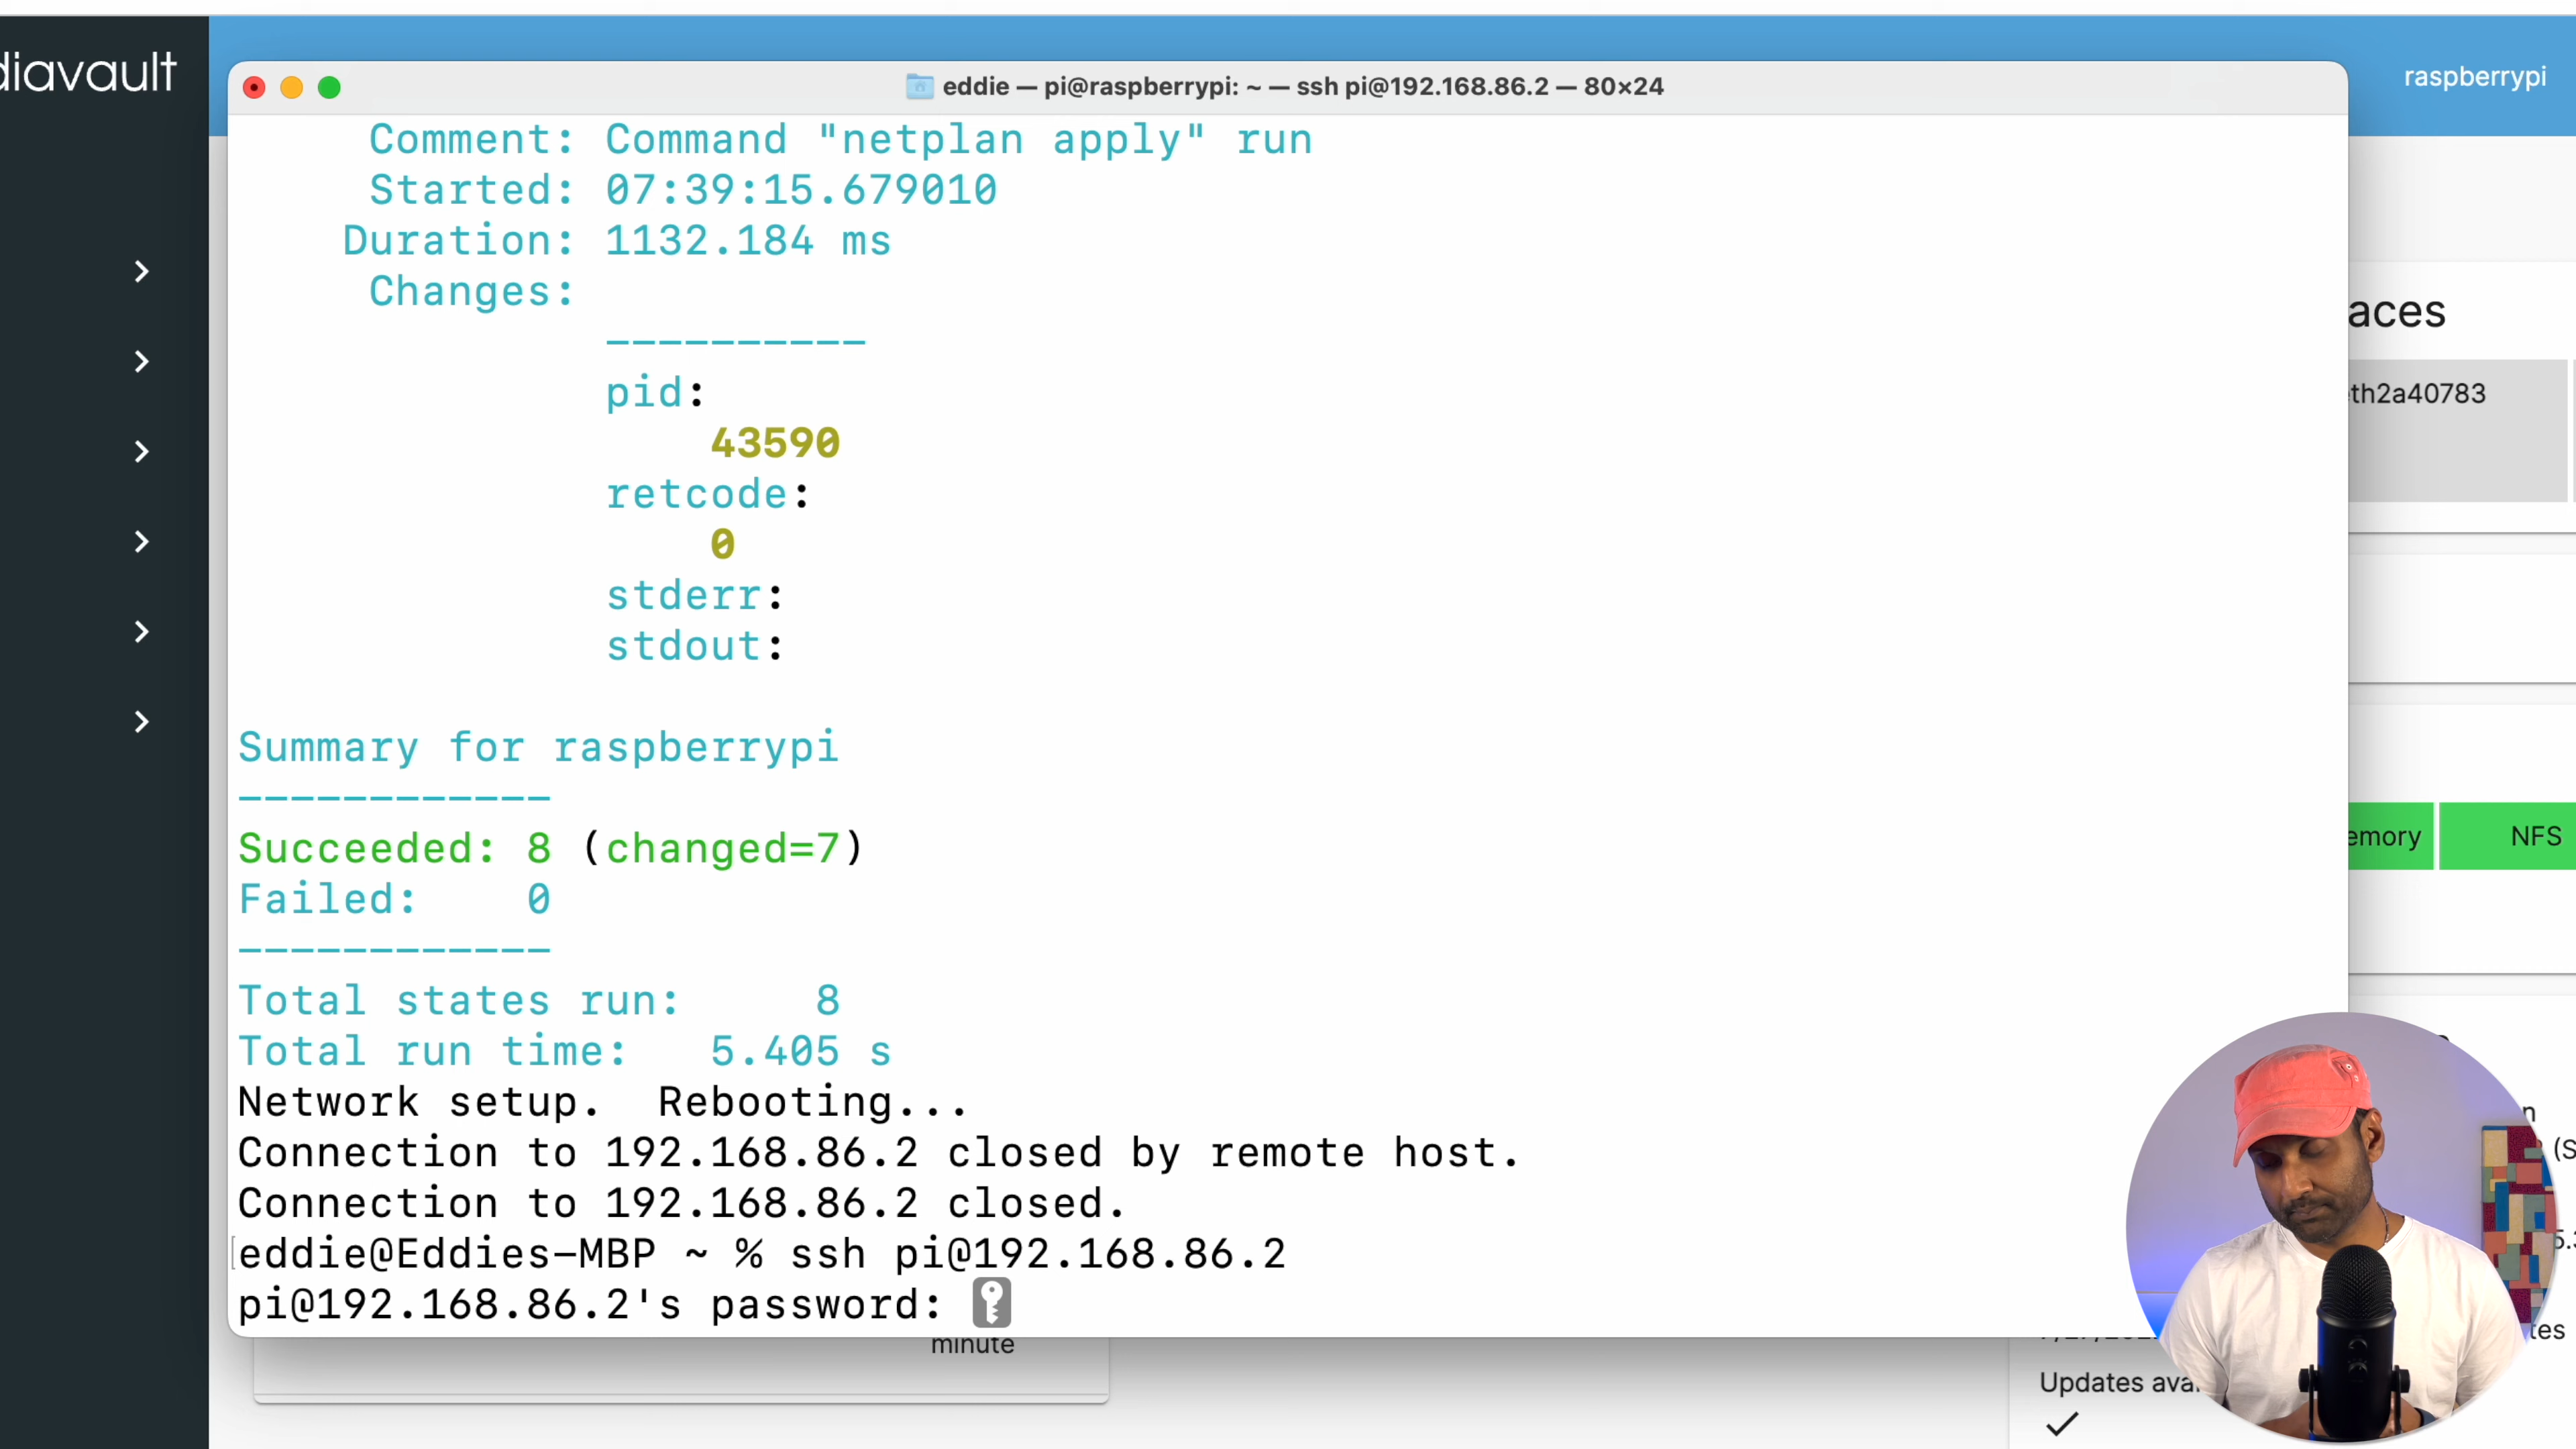 diavault
raspberrypi
eddie — pi@raspberrypi: ~ — ssh pi@192.168.86.2 — 80×24
Comment: Command "netplan apply" run
Started: 07:39:15.679010
Duration: 1132.184 ms
Changes:
----------
pid:
43590
retcode:
0
stderr:
stdout:
Summary for raspberrypi
------------
Succeeded: 8 (changed=7)
Failed:    0
------------
Total states run:     8
Total run time:   5.405 s
Network setup.  Rebooting...
Connection to 192.168.86.2 closed by remote host.
Connection to 192.168.86.2 closed.
eddie@Eddies-MBP ~ % ssh pi@192.168.86.2
pi@192.168.86.2's password:
aces
th2a40783
emory
NFS
minute
Updates ava